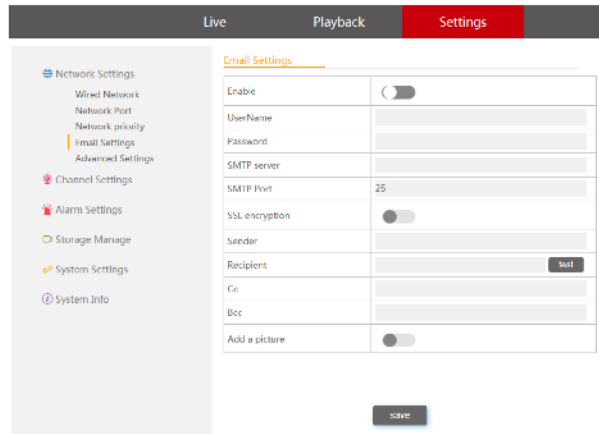 Live Playback Settings
Email Settings
Network Settings
Wired Network
Network Port
Network priority
Email Settings
Advanced Settings
Channel Settings
Alarm Settings
Storage Manage
System Settings
System Info
Enable
UserName
Password
SMTP server
SMTP Port 25
SSL encryption
Sender
Recipient test
Cc
Bcc
Add a picture
save